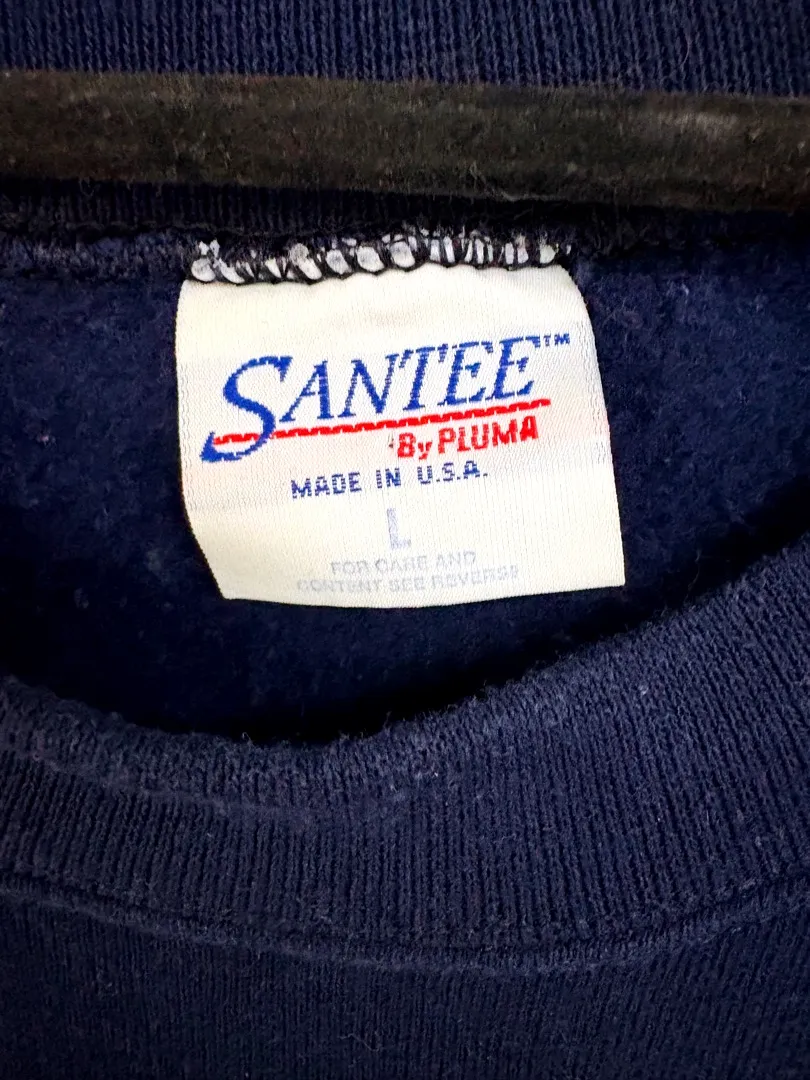 SANTEE™
By PLUMA
MADE IN U.S.A.
L
FOR CARE AND
CONTENT SEE REVERSE